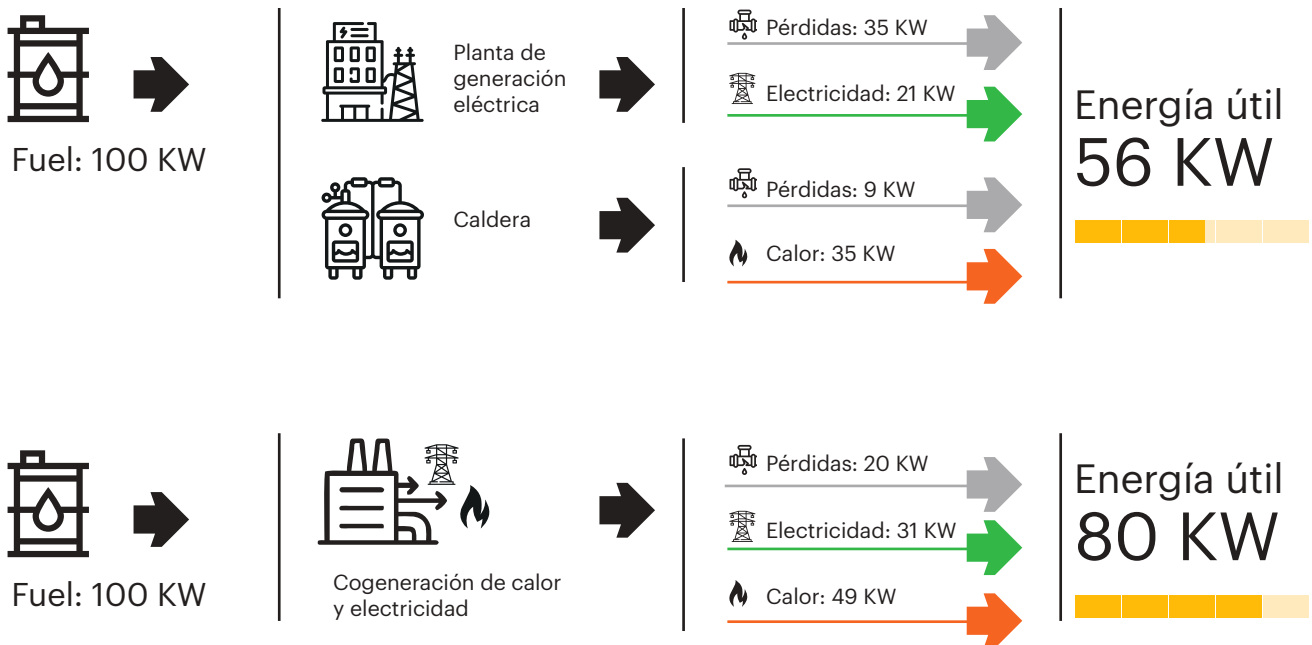 Fuel: 100 KW
Planta de
generación
eléctrica
Caldera
Pérdidas: 35 KW
Electricidad: 21 KW
Pérdidas: 9 KW
Calor: 35 KW
Energía útil
56 KW
Fuel: 100 KW
Cogeneración de calor
y electricidad
Pérdidas: 20 KW
Electricidad: 31 KW
Calor: 49 KW
Energía útil
80 KW